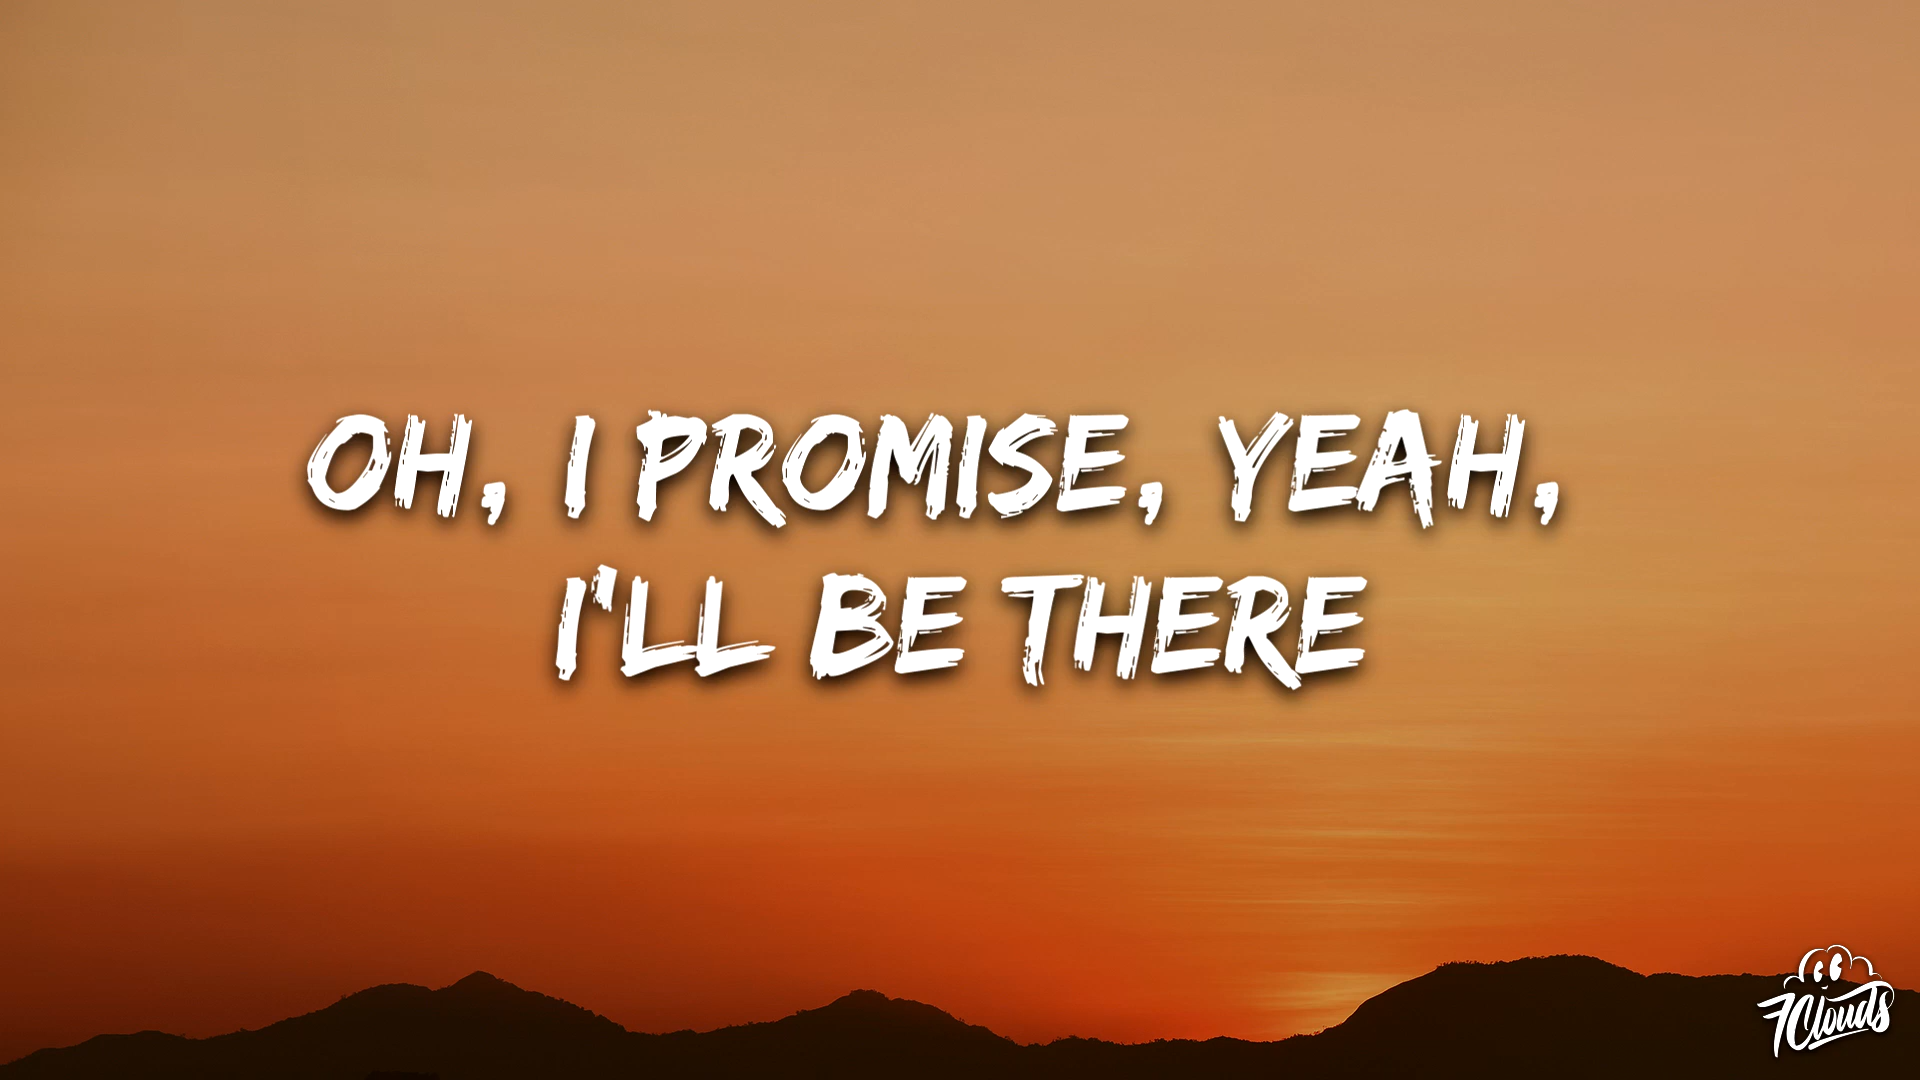 OH, I PROMISE, YEAH,
I'LL BE THERE
7Clouds